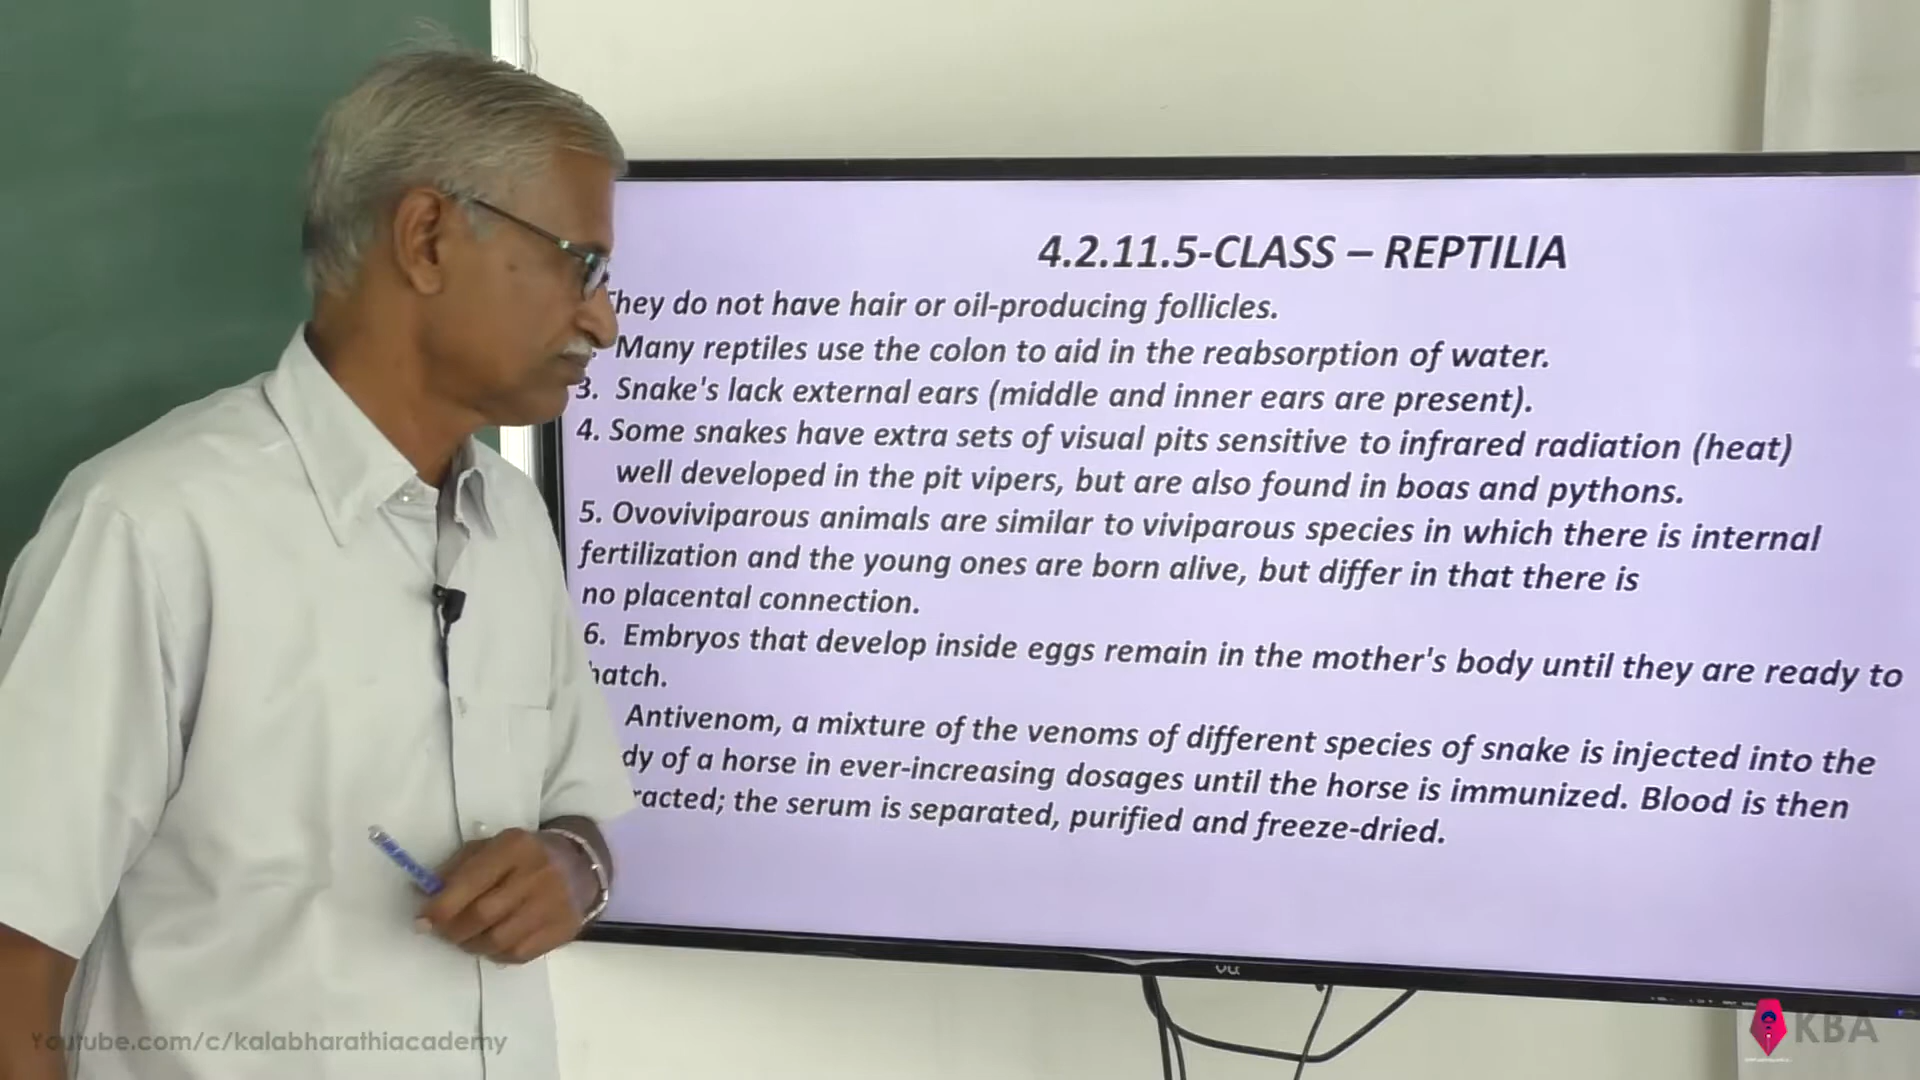 4.2.11.5-CLASS – REPTILIA
They do not have hair or oil-producing follicles.
Many reptiles use the colon to aid in the reabsorption of water.
3. Snake's lack external ears (middle and inner ears are present).
4. Some snakes have extra sets of visual pits sensitive to infrared radiation (heat)
well developed in the pit vipers, but are also found in boas and pythons.
5. Ovoviviparous animals are similar to viviparous species in which there is internal
fertilization and the young ones are born alive, but differ in that there is
no placental connection.
6. Embryos that develop inside eggs remain in the mother's body until they are ready to
hatch.
Antivenom, a mixture of the venoms of different species of snake is injected into the
dy of a horse in ever-increasing dosages until the horse is immunized. Blood is then
racted; the serum is separated, purified and freeze-dried.
VU
KBA
Youtube.com/c/kalabharathiacademy